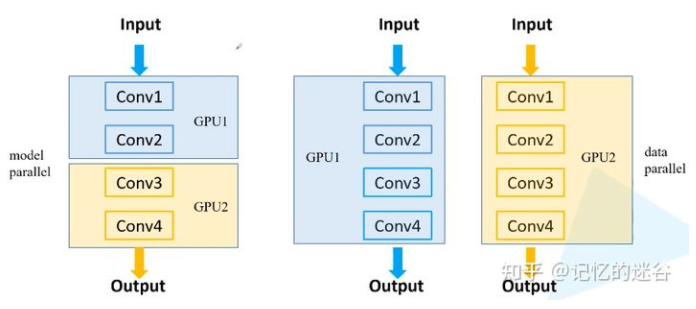 model
parallel
Input
Conv1
Conv2
GPU1
Conv3
Conv4
GPU2
Output
Input
GPU1
Conv1
Conv2
Conv3
Conv4
Output
Input
Conv1
Conv2
Conv3
Conv4
GPU2
Output
data
parallel
知乎 @记忆的迷谷